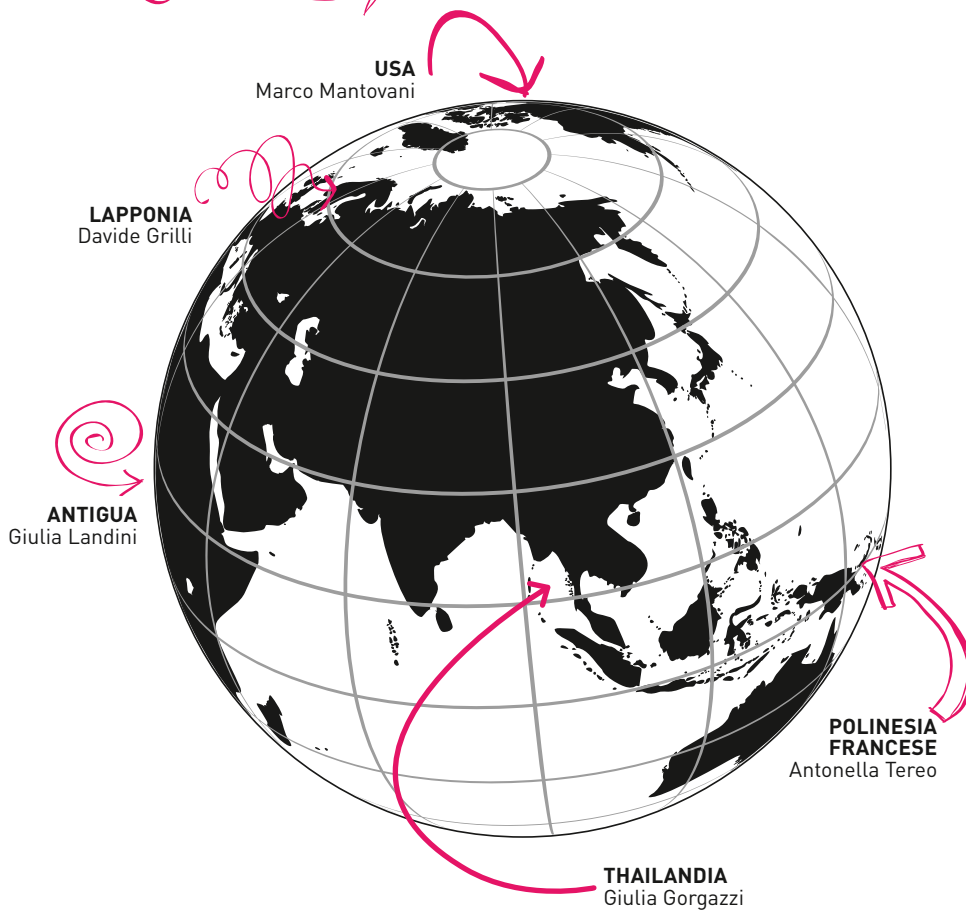 USA
Marco Mantovani
LAPPONIA
Davide Grilli
ANTIGUA
Giulia Landini
POLINESIA
FRANCESE
Antonella Tereo
THAILANDIA
Giulia Gorgazzi